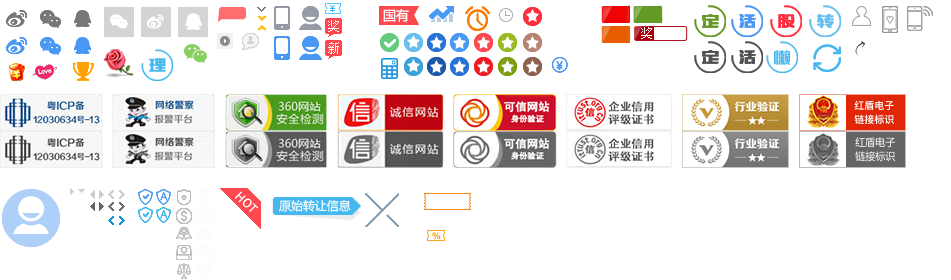 国有
¥
奖
新
奖
定
活
股
转
Love
理
¥
定
活
懒
粤ICP备
12030634号-13
网络警察
报警平台
360网站
安全检测
信
诚信网站
可信网站
身份验证
信
企业信用
评级证书
行业验证
红盾电子
链接标识
粤ICP备
12030634号-13
网络警察
报警平台
360网站
安全检测
信
诚信网站
可信网站
身份验证
信
企业信用
评级证书
行业验证
红盾电子
链接标识
HOT
原始转让信息
%